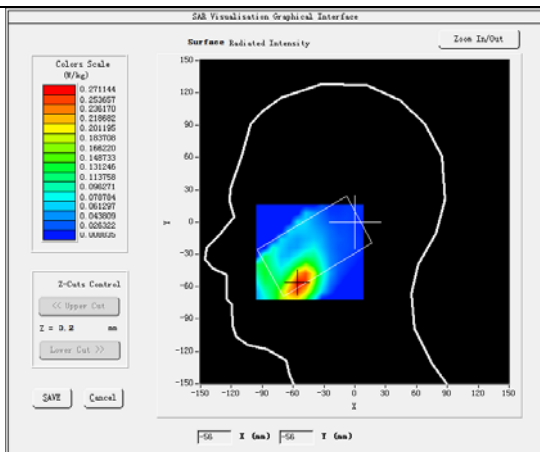 SAR Visualisation Graphical Interface
Surface Radiated Intensity
Zoom In/Out
Colors Scale
(W/kg)
0.271144
0.253657
0.236170
0.218682
0.201195
0.183708
0.166220
0.148733
0.131246
0.113758
0.096271
0.078784
0.061297
0.043809
0.026322
0.008835
Z-Cuts Control
<< Upper Cut
Z = 3.2 mm
Lower Cut >>
SAVE Cancel
150
120
90
60
30
Y 0
-30
-60
-90
-120
-150
-150 -120 -90 -60 -30 0 30 60 90 120 150
X
-56 X (mm) -56 Y (mm)